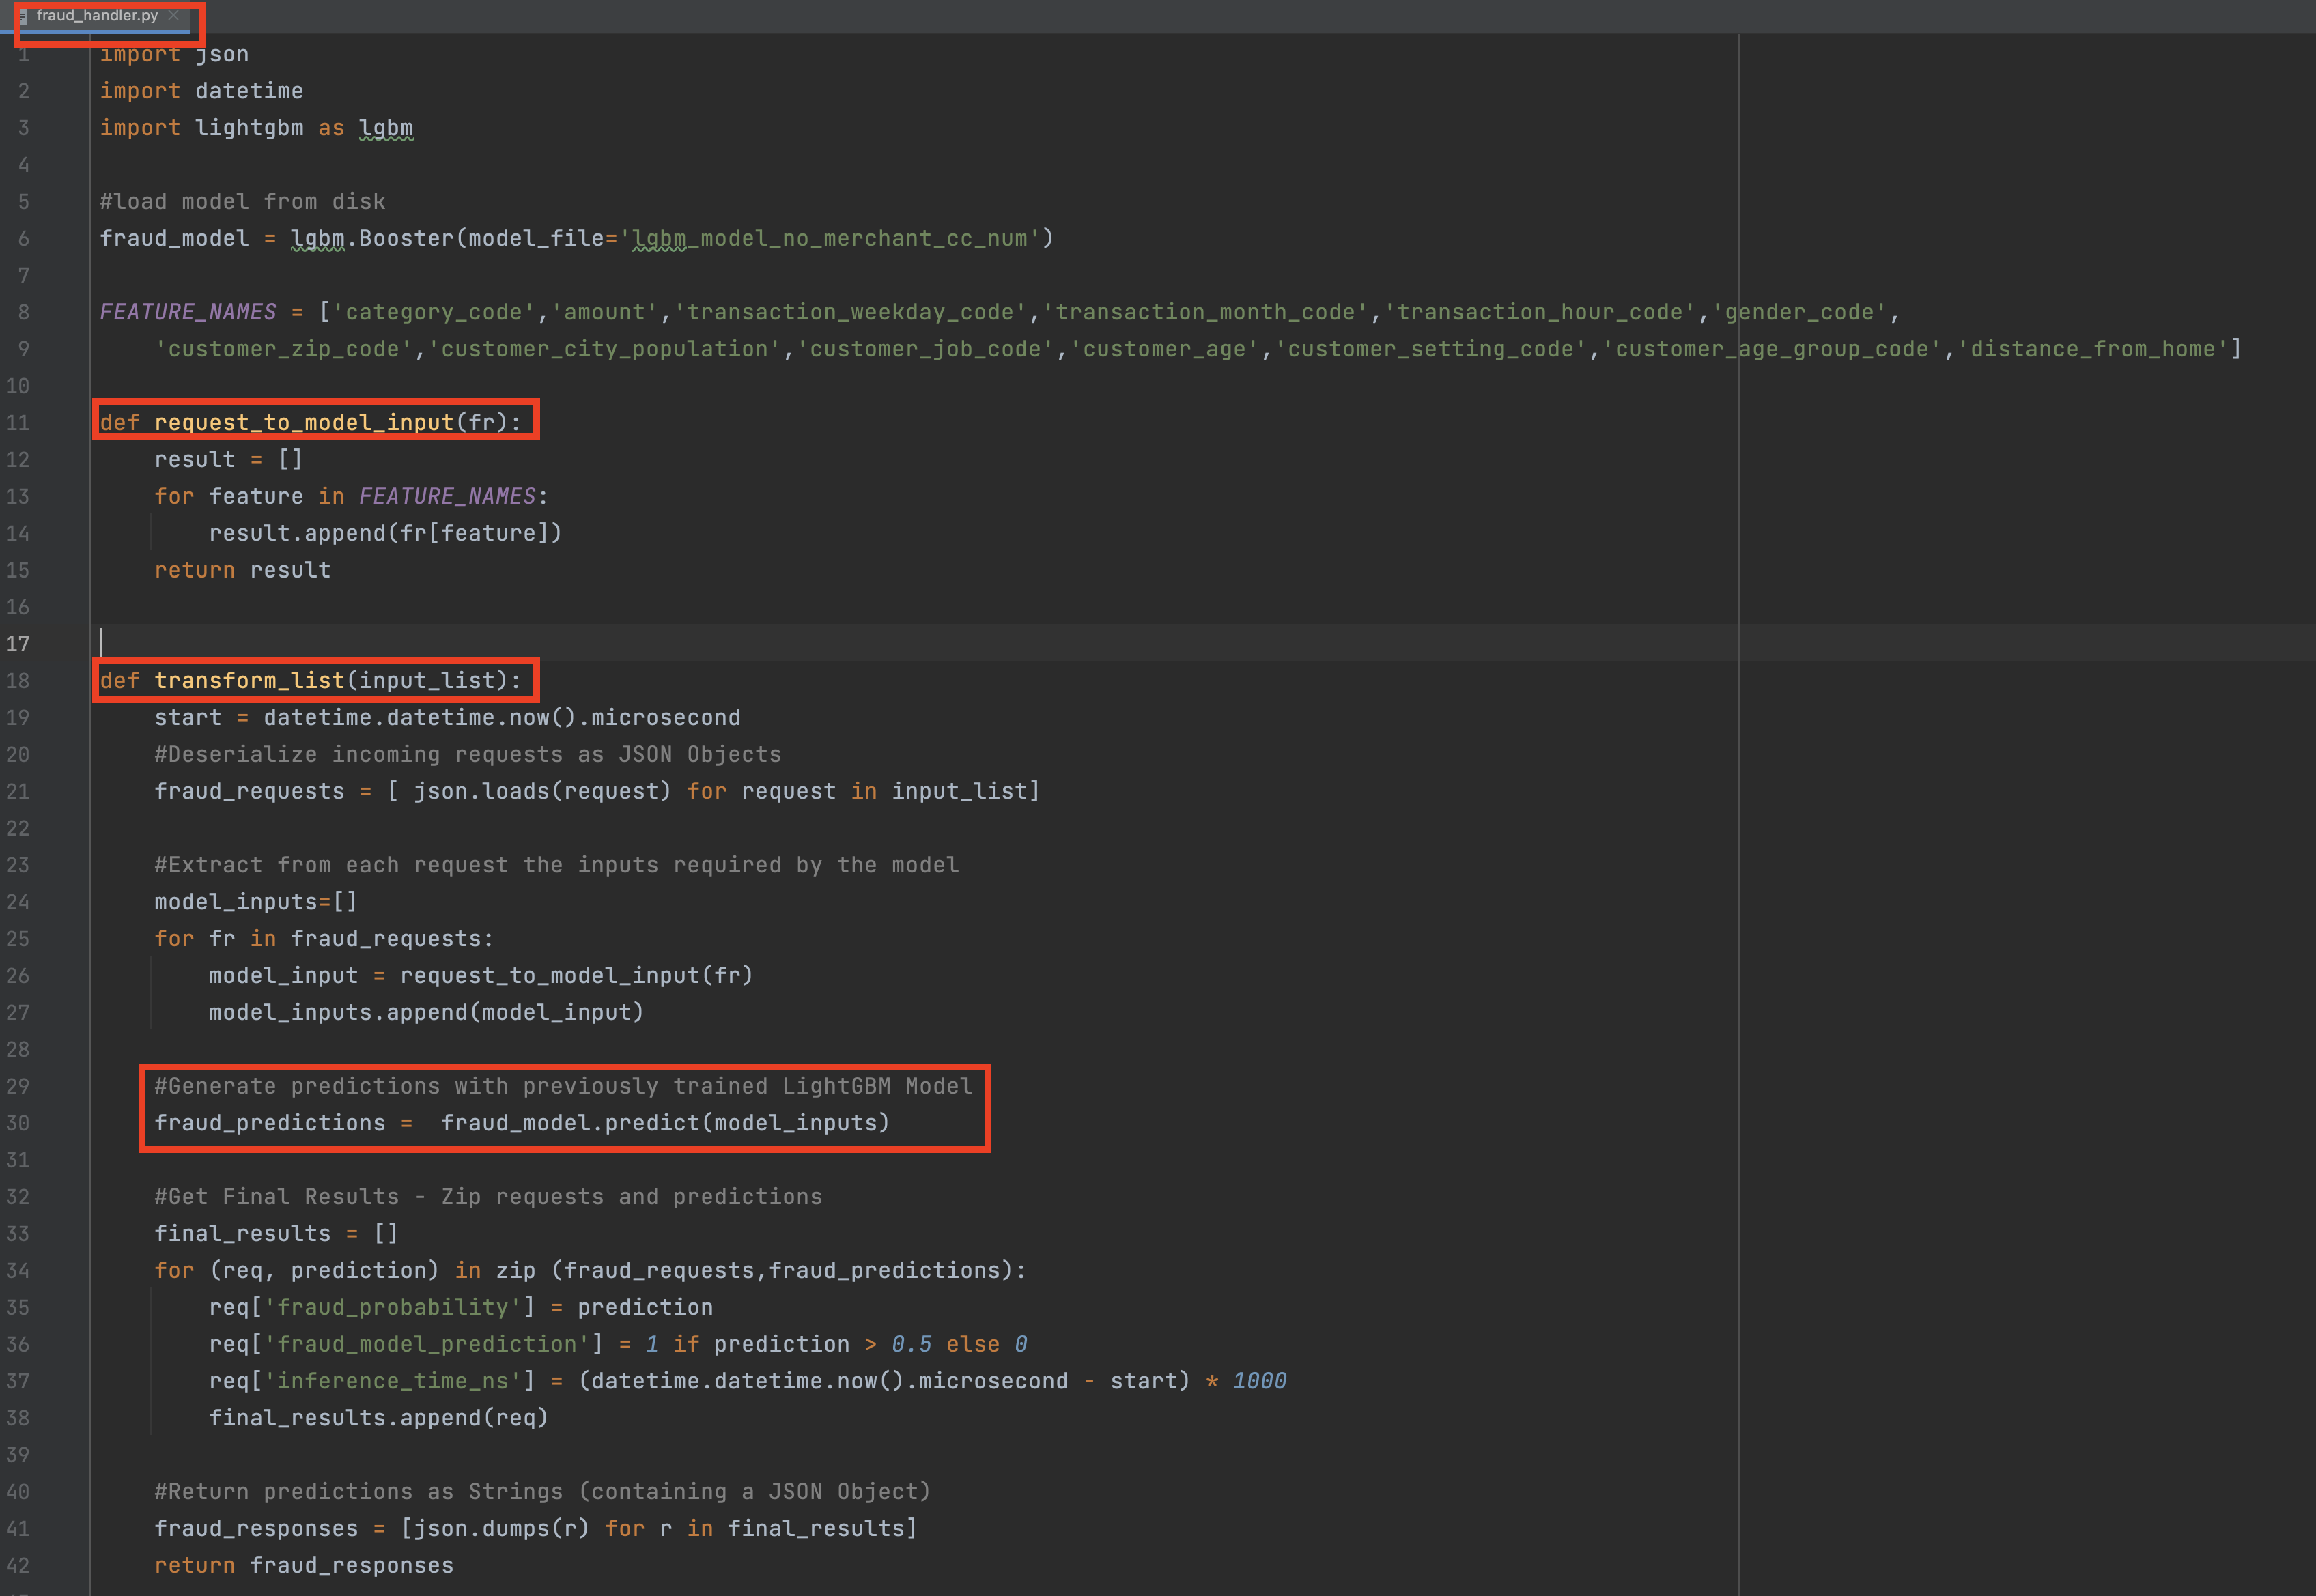 fraud_handler.py
1 import json
2 import datetime
3 import lightgbm as lgbm
4
5 #load model from disk
6 fraud_model = lgbm.Booster(model_file='lgbm_model_no_merchant_cc_num')
7
8 FEATURE_NAMES = ['category_code','amount','transaction_weekday_code','transaction_month_code','transaction_hour_code','gender_code',
9     'customer_zip_code','customer_city_population','customer_job_code','customer_age','customer_setting_code','customer_age_group_code','distance_from_home']
10
11 def request_to_model_input(fr):
12     result = []
13     for feature in FEATURE_NAMES:
14         result.append(fr[feature])
15     return result
16
17
18 def transform_list(input_list):
19     start = datetime.datetime.now().microsecond
20     #Deserialize incoming requests as JSON Objects
21     fraud_requests = [ json.loads(request) for request in input_list]
22
23     #Extract from each request the inputs required by the model
24     model_inputs=[]
25     for fr in fraud_requests:
26         model_input = request_to_model_input(fr)
27         model_inputs.append(model_input)
28
29     #Generate predictions with previously trained LightGBM Model
30     fraud_predictions =  fraud_model.predict(model_inputs)
31
32     #Get Final Results - Zip requests and predictions
33     final_results = []
34     for (req, prediction) in zip (fraud_requests,fraud_predictions):
35         req['fraud_probability'] = prediction
36         req['fraud_model_prediction'] = 1 if prediction > 0.5 else 0
37         req['inference_time_ns'] = (datetime.datetime.now().microsecond - start) * 1000
38         final_results.append(req)
39
40     #Return predictions as Strings (containing a JSON Object)
41     fraud_responses = [json.dumps(r) for r in final_results]
42     return fraud_responses